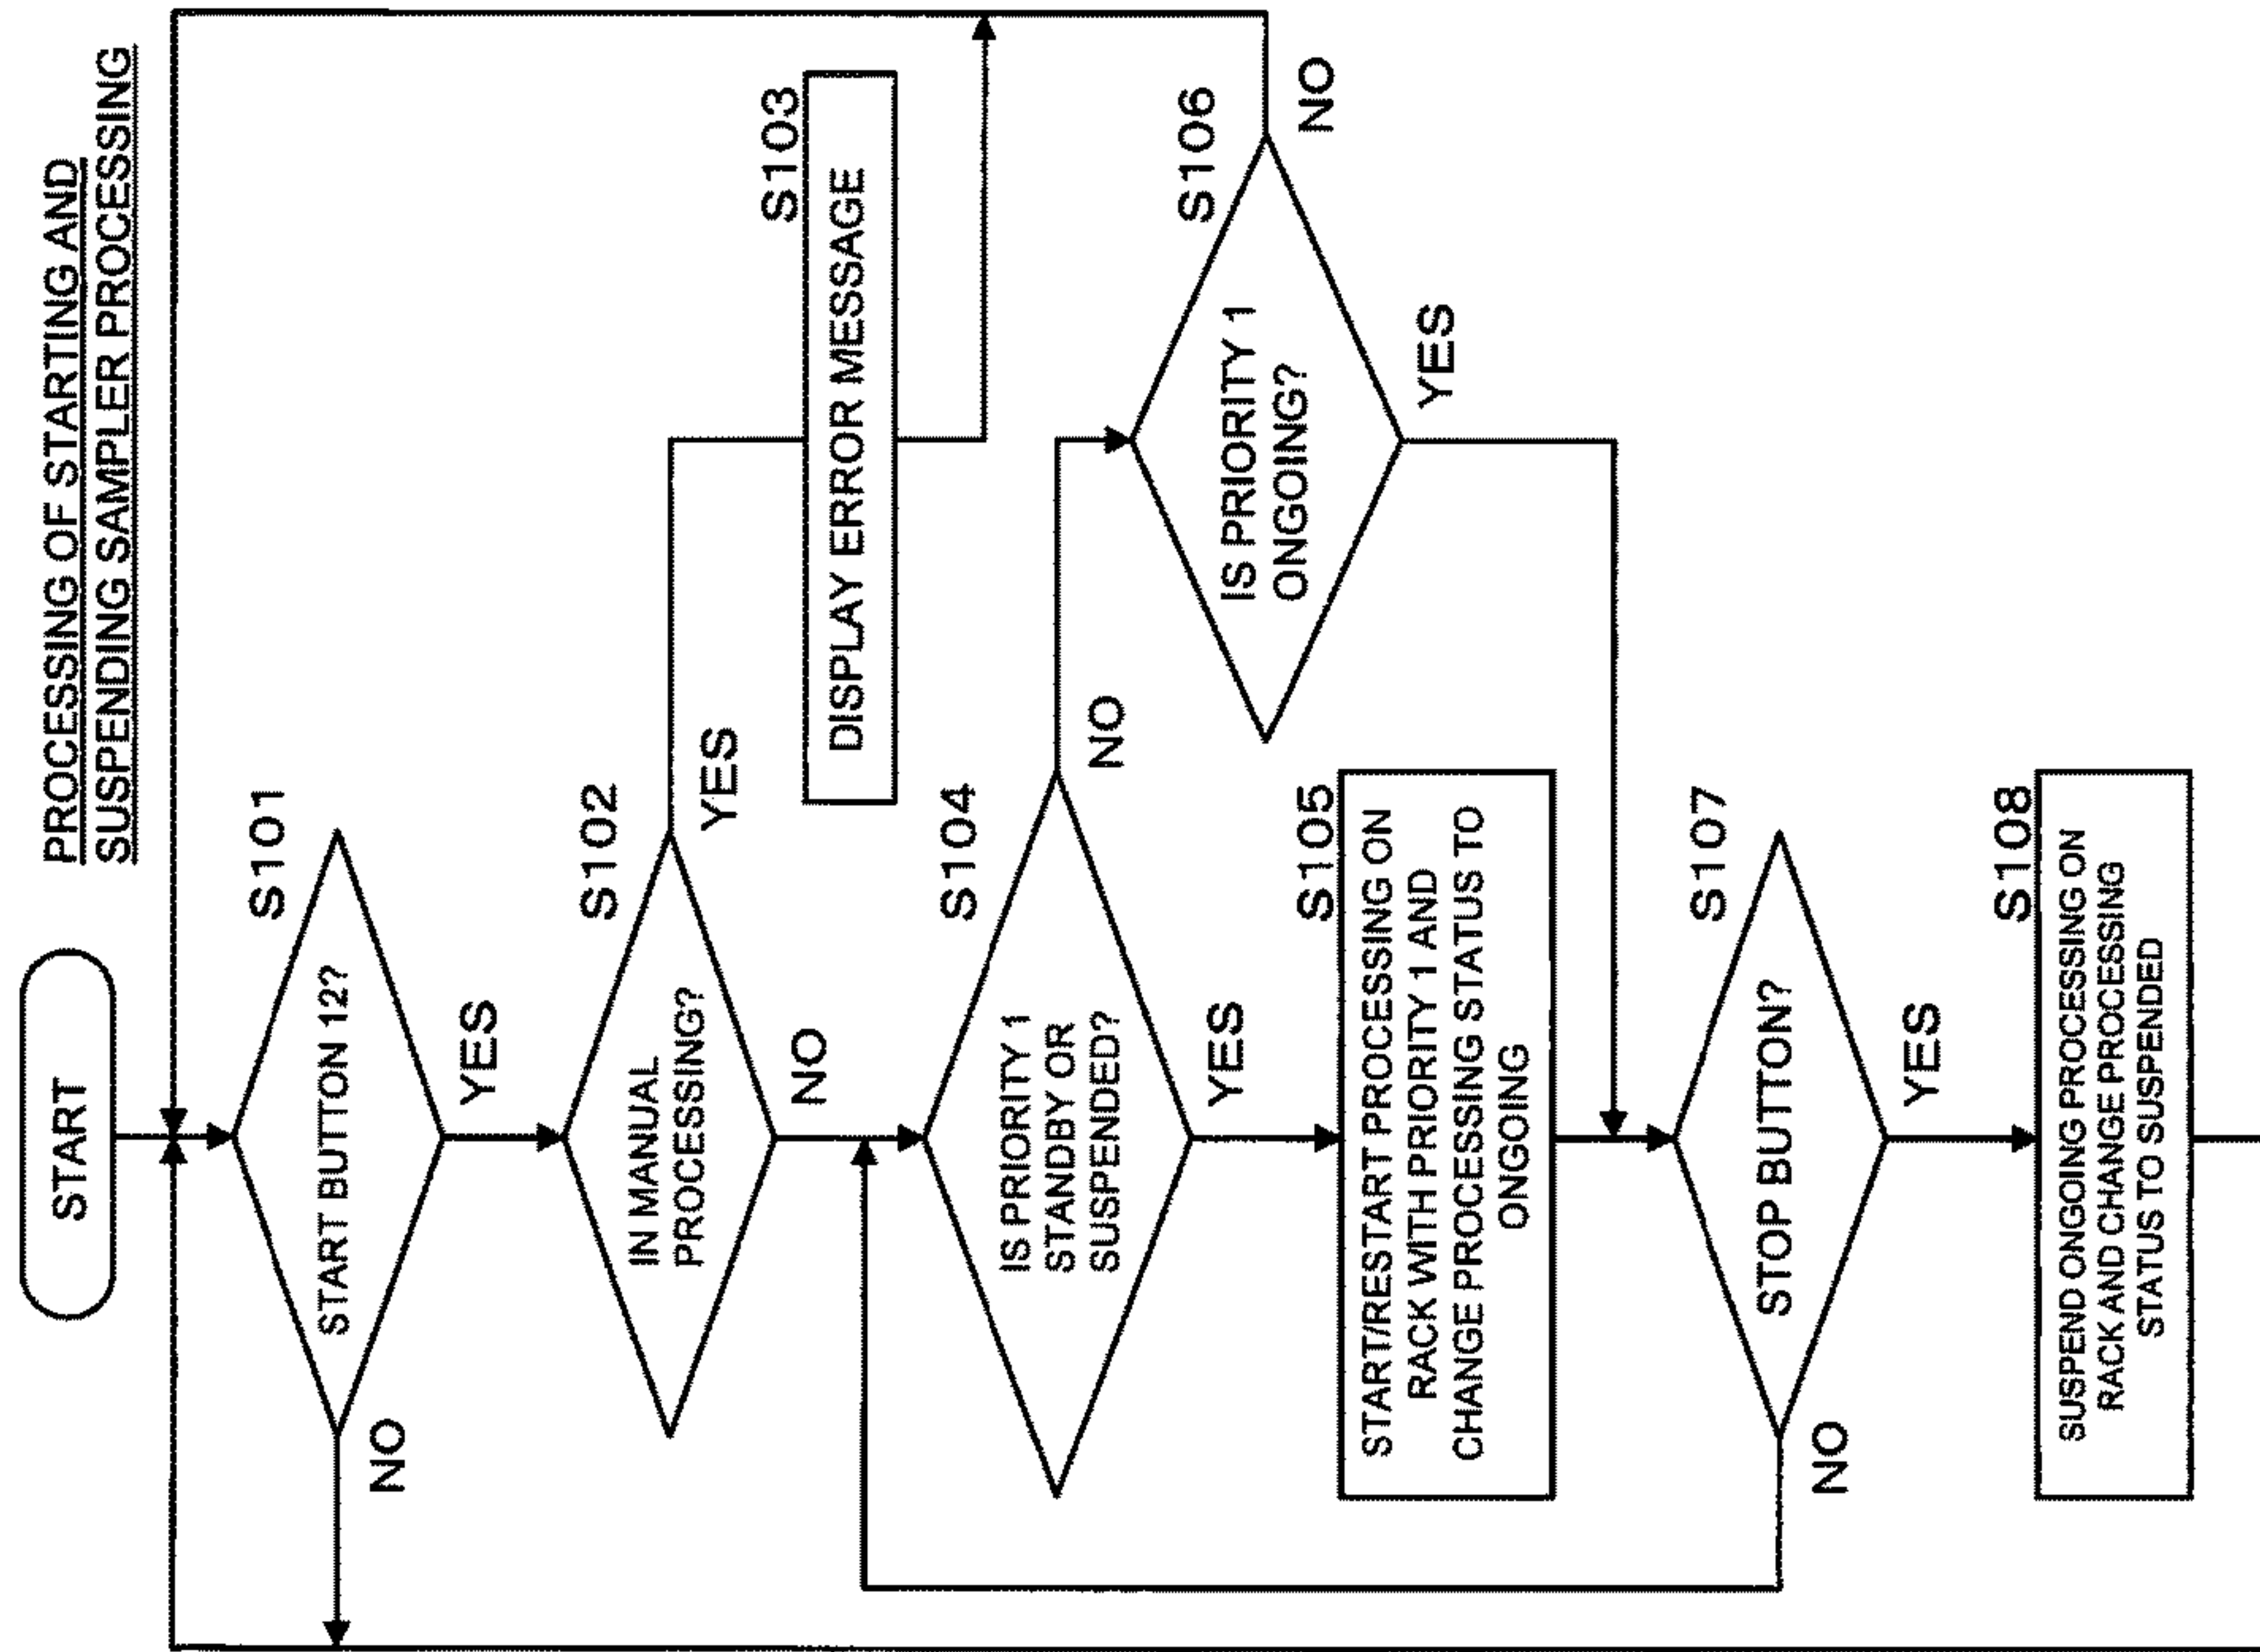 PROCESSING OF STARTING AND
SUSPENDING SAMPLER PROCESSING
START
S101
START BUTTON 12?
NO
YES
S102
IN MANUAL
PROCESSING?
YES
NO
S103
DISPLAY ERROR MESSAGE
S104
IS PRIORITY 1
STANDBY OR
SUSPENDED?
NO
YES
S106
IS PRIORITY 1
ONGOING?
NO
YES
S105
START/RESTART PROCESSING ON
RACK WITH PRIORITY 1 AND
CHANGE PROCESSING STATUS TO
ONGOING
S107
STOP BUTTON?
NO
YES
S108
SUSPEND ONGOING PROCESSING ON
RACK AND CHANGE PROCESSING
STATUS TO SUSPENDED